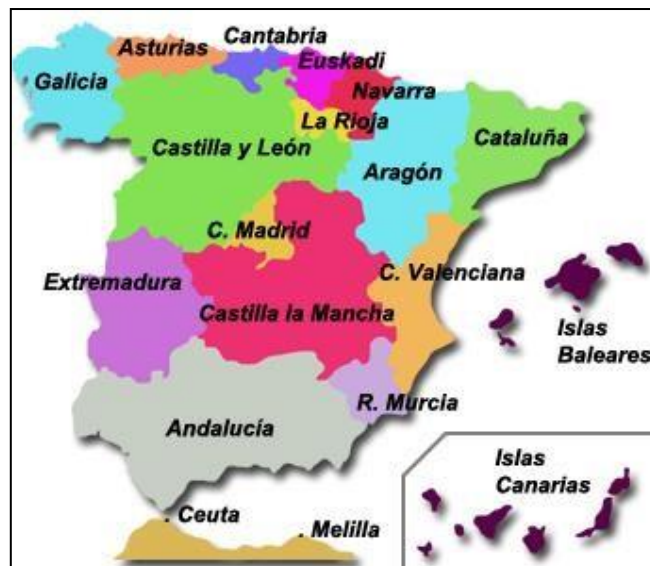 Cantabria
Asturias
Euskadi
Galicia
Navarra
La Rioja
Cataluña
Castilla y León
Aragón
C. Madrid
C. Valenciana
Extremadura
Castilla la Mancha
Islas
Baleares
R. Murcia
Andalucía
Islas
Canarias
. Ceuta
. Melilla